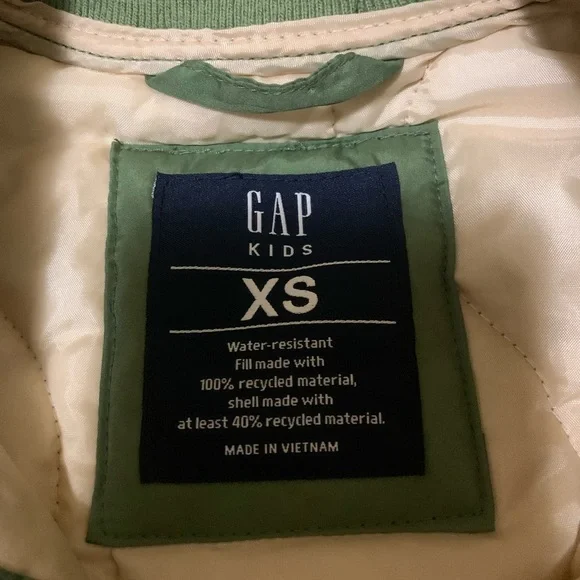 GAP
KIDS
XS
Water-resistant
Fill made with
100% recycled material,
shell made with
at least 40% recycled material.
MADE IN VIETNAM